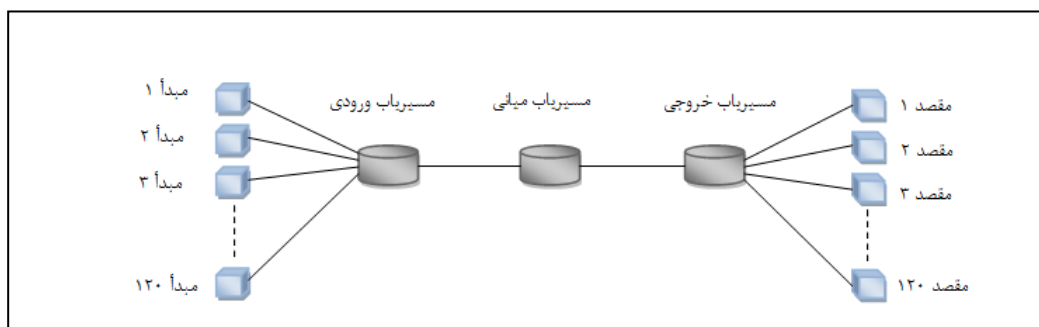 مبدأ ۱
مبدأ ۲
مبدأ ۳
مبدأ ۱۲۰
مسیریاب ورودی
مسیریاب میانی
مسیریاب خروجی
مقصد ۱
مقصد ۲
مقصد ۳
مقصد ۱۲۰